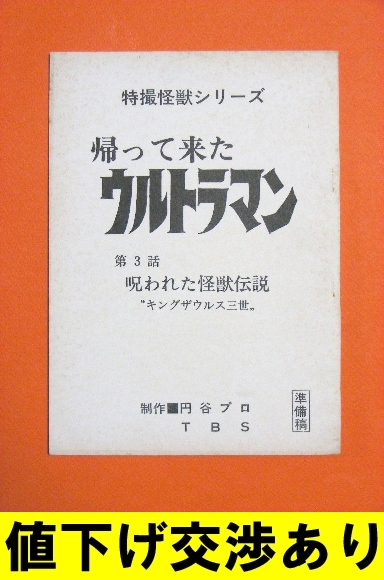 特撮怪獣シリーズ
帰って来た
ウルトラマン
第3話
呪われた怪獣伝説
"キングザウルス三世„
制作■円谷プロ
TBS
準備稿
値下げ交渉あり